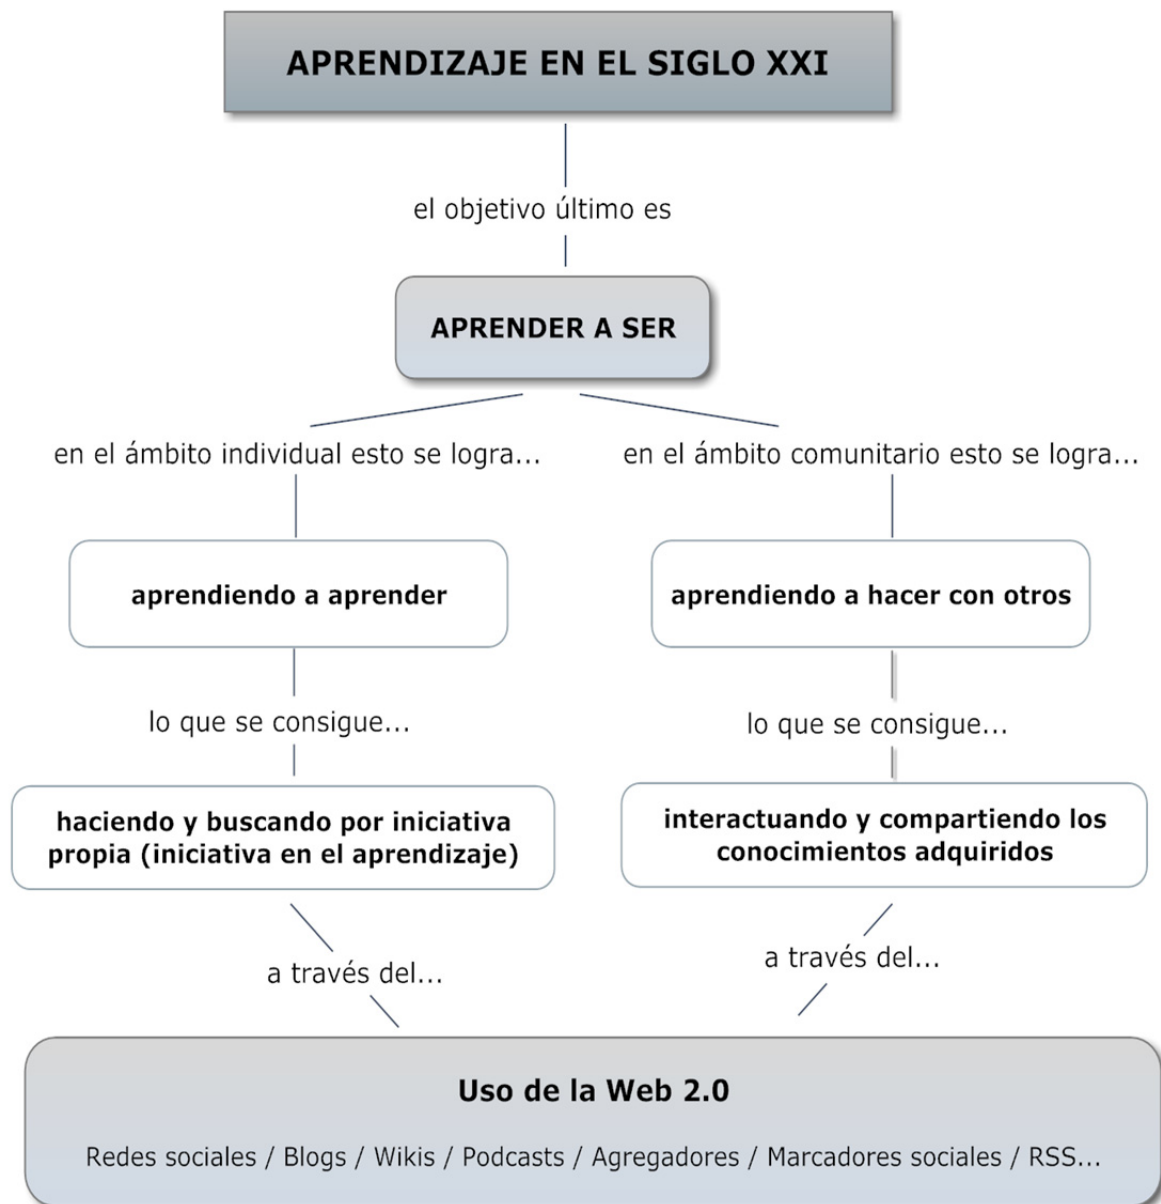 APRENDIZAJE EN EL SIGLO XXI
el objetivo último es
APRENDER A SER
en el ámbito individual esto se logra...
en el ámbito comunitario esto se logra...
aprendiendo a aprender
aprendiendo a hacer con otros
lo que se consigue...
lo que se consigue...
haciendo y buscando por iniciativa
propia (iniciativa en el aprendizaje)
interactuando y compartiendo los
conocimientos adquiridos
a través del...
a través del...
Uso de la Web 2.0
Redes sociales / Blogs / Wikis / Podcasts / Agregadores / Marcadores sociales / RSS...